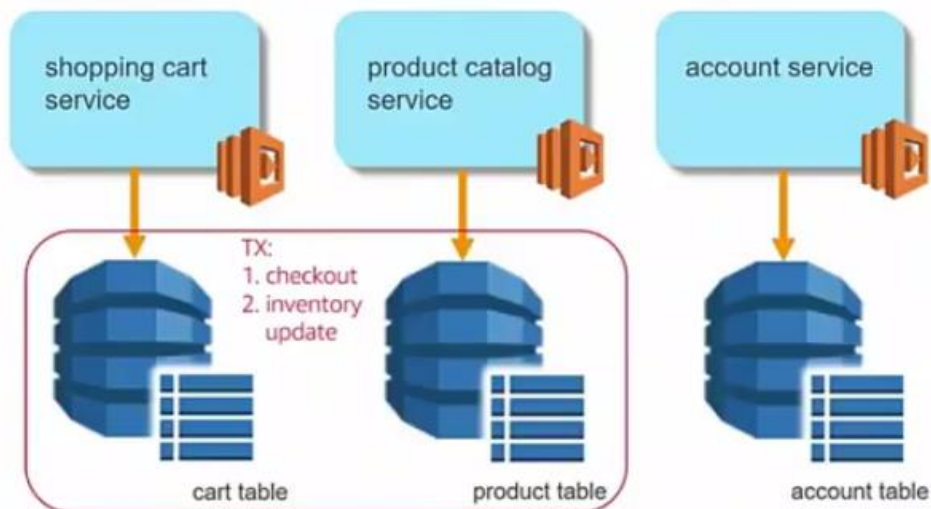 shopping cart
service
product catalog
service
account service
TX:
1. checkout
2. inventory
update
cart table
product table
account table